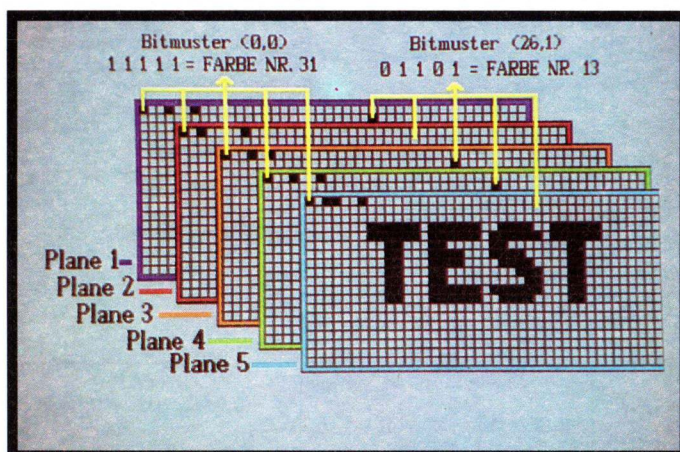 Bitmuster (0,0)
1 1 1 1 1 = FARBE NR. 31
Bitmuster (26,1)
0 1 1 0 1 = FARBE NR. 13
TEST
Plane 1
Plane 2
Plane 3
Plane 4
Plane 5